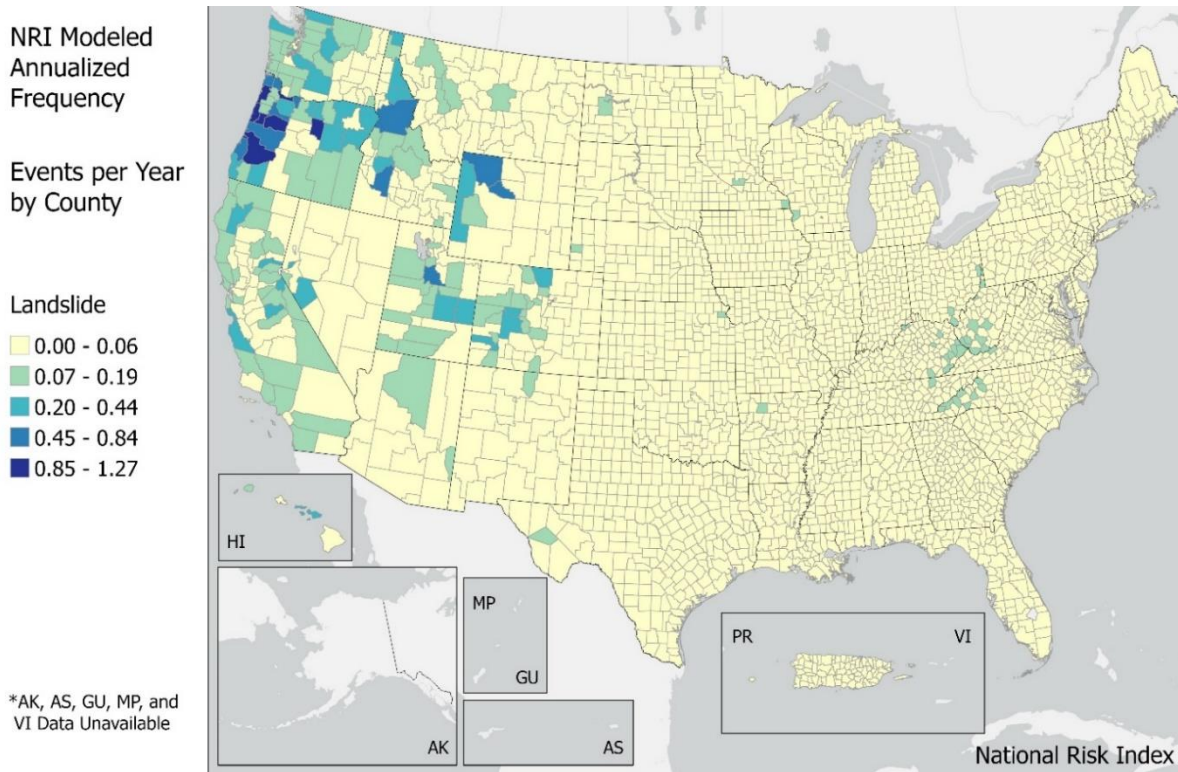 NRI Modeled
Annualized
Frequency
Events per Year
by County
Landslide
0.00 - 0.06
0.07 - 0.19
0.20 - 0.44
0.45 - 0.84
0.85 - 1.27
*AK, AS, GU, MP, and
VI Data Unavailable
HI
AK
MP
GU
AS
PR
VI
National Risk Index